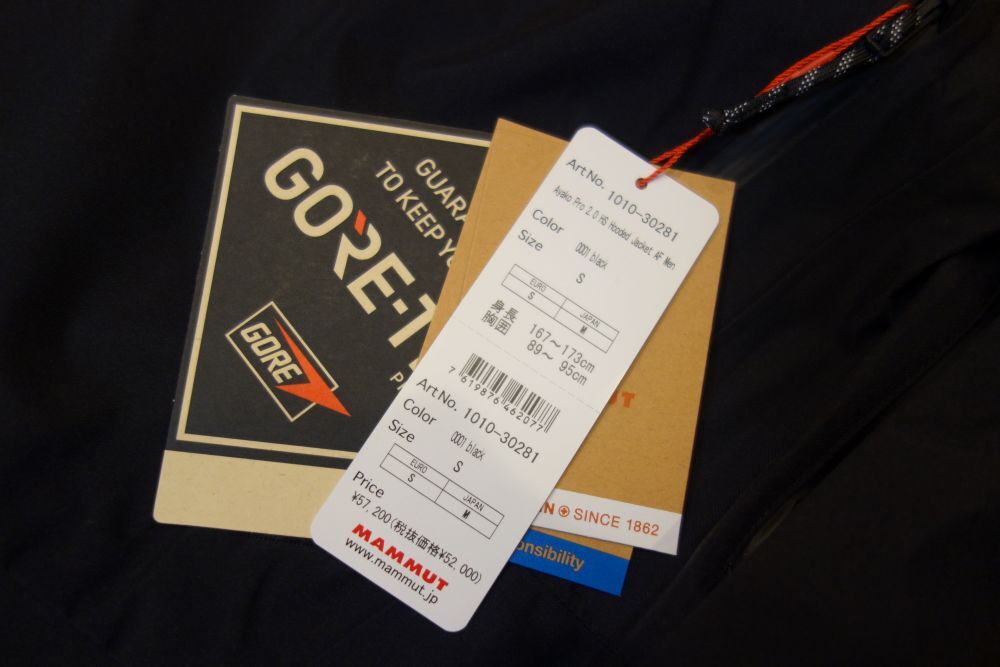 GUARA
TO KEEP Y
GORE-T
GORE
P
Art No. 1010-30281
Ayako Pro 2.0 HS Hooded Jacket AF Men
Color 0001 black
Size S
EURO JAPAN
S M
身長 167～173cm
胸囲 89～ 95cm
7 619876 462077
Art No. 1010-30281
Color 0001 black
Size S
EURO JAPAN
S M
Price
¥57,200(税抜価格¥52,000)
MAMMUT
www.mammut.jp
UT
N SINCE 1862
onsibility